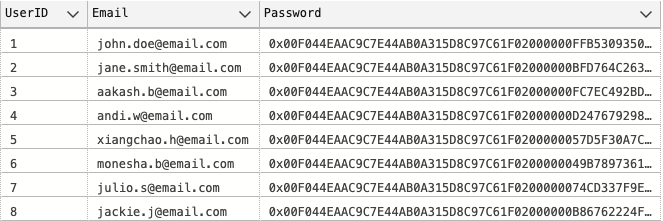 UserID Email Password
1 john.doe@email.com 0x00F044EAAC9C7E44AB0A315D8C97C61F02000000FFB5309350…
2 jane.smith@email.com 0x00F044EAAC9C7E44AB0A315D8C97C61F02000000BFD764C263…
3 aakash.b@email.com 0x00F044EAAC9C7E44AB0A315D8C97C61F02000000FC7EC492BD…
4 andi.w@email.com 0x00F044EAAC9C7E44AB0A315D8C97C61F02000000D247679298…
5 xiangchao.h@email.com 0x00F044EAAC9C7E44AB0A315D8C97C61F0200000057D5F30A7C…
6 monesha.b@email.com 0x00F044EAAC9C7E44AB0A315D8C97C61F0200000049B7897361…
7 julio.s@email.com 0x00F044EAAC9C7E44AB0A315D8C97C61F0200000074CD337F9E…
8 jackie.j@email.com 0x00F044EAAC9C7E44AB0A315D8C97C61F02000000B86762224F…